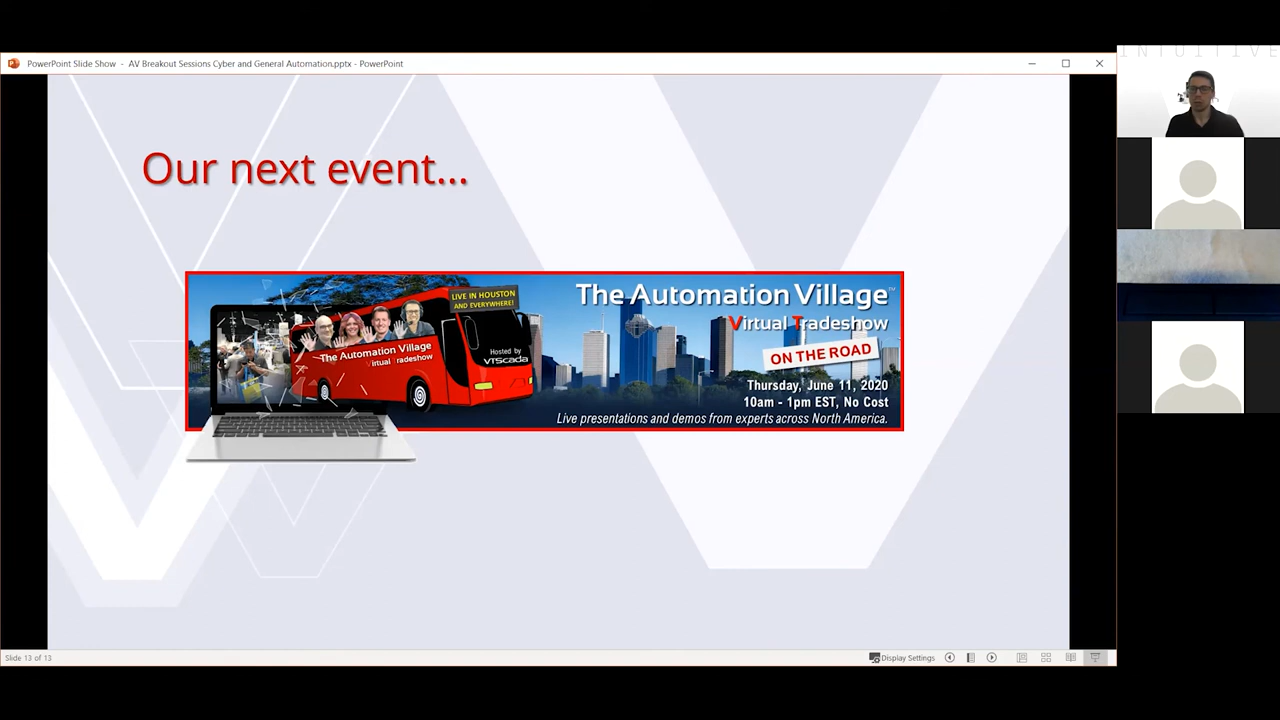 INTUITIVE
PowerPoint Slide Show - AV Breakout Sessions Cyber and General Automation.pptx - PowerPoint
Our next event...
LIVE IN HOUSTON
AND EVERYWHERE!
The Automation Village™
Virtual Tradeshow
ON THE ROAD
The Automation Village
Virtual Tradeshow
Hosted by
VTScada
Thursday, June 11, 2020
10am - 1pm EST, No Cost
Live presentations and demos from experts across North America.
Slide 13 of 13
Display Settings